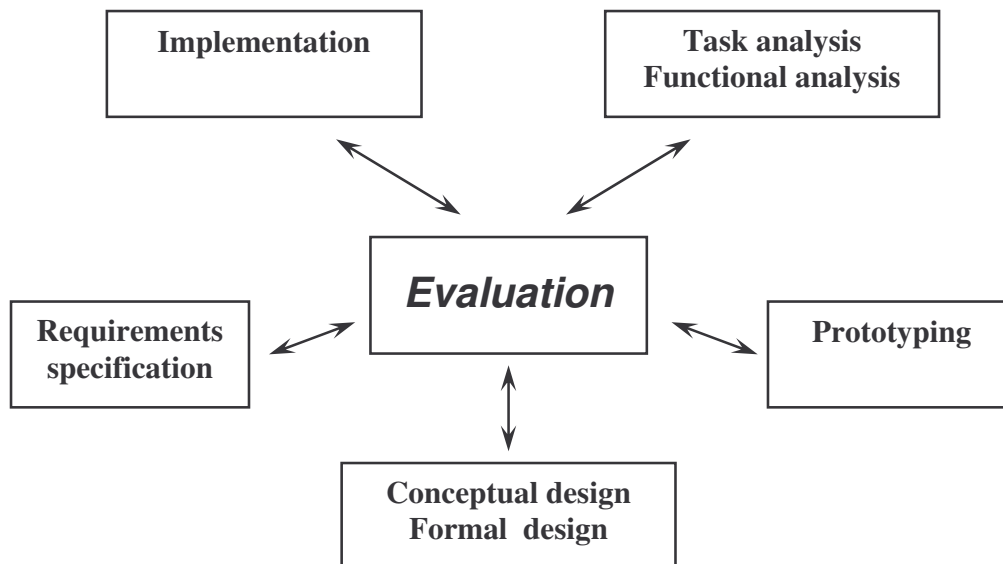 Implementation
Task analysis
Functional analysis
Evaluation
Requirements
specification
Prototyping
Conceptual design
Formal design